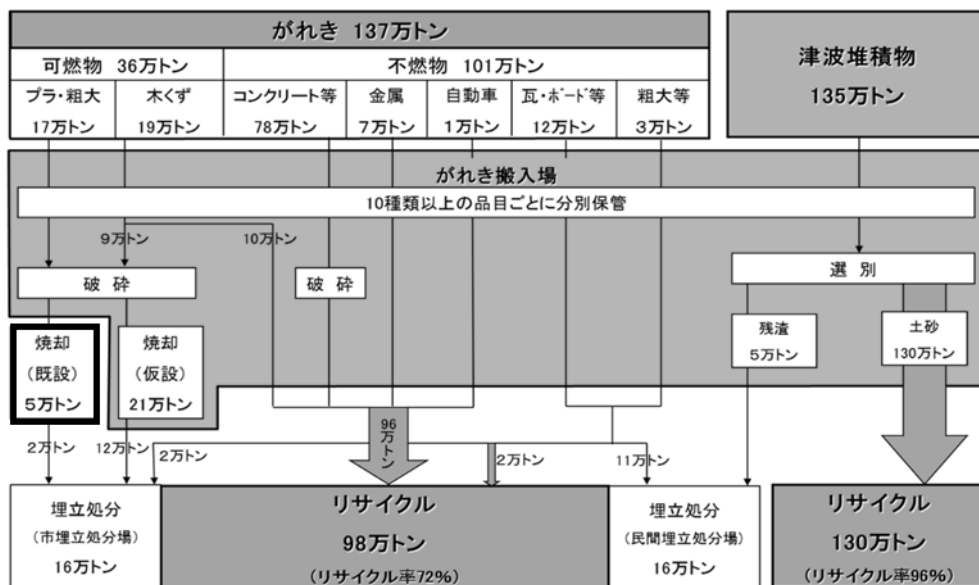 がれき 137万トン
可燃物 36万トン
不燃物 101万トン
プラ・粗大
17万トン
木くず
19万トン
コンクリート等
78万トン
金属
7万トン
自動車
1万トン
瓦・ボード等
12万トン
粗大等
3万トン
津波堆積物
135万トン
がれき搬入場
10種類以上の品目ごとに分別保管
9万トン
10万トン
破 砕
破 砕
選 別
焼却
(既設)
5万トン
焼却
(仮設)
21万トン
残渣
5万トン
土砂
130万トン
2万トン
12万トン
2万トン
96万トン
2万トン
11万トン
埋立処分
(市埋立処分場)
16万トン
リサイクル
98万トン
(リサイクル率72%)
埋立処分
(民間埋立処分場)
16万トン
リサイクル
130万トン
(リサイクル率96%)